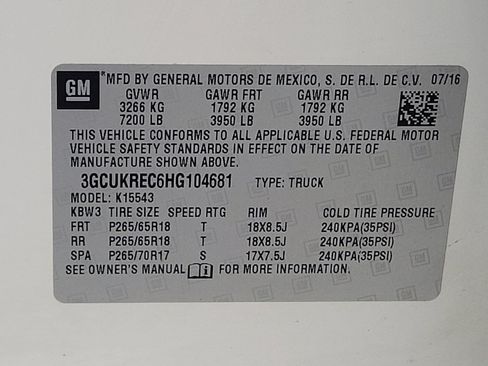 GM
*MFD BY GENERAL MOTORS DE MEXICO, S. DE R.L. DE C.V. 07/16
GVWR GAWR FRT GAWR RR
3266 KG 1792 KG 1792 KG
7200 LB 3950 LB 3950 LB
THIS VEHICLE CONFORMS TO ALL APPLICABLE U.S. FEDERAL MOTOR
VEHICLE SAFETY STANDARDS IN EFFECT ON THE DATE OF
MANUFACTURE SHOWN ABOVE.
3GCUKREC6HG104681 TYPE: TRUCK
MODEL: K15543
KBW3 TIRE SIZE SPEED RTG RIM COLD TIRE PRESSURE
FRT P265/65R18 T 18X8.5J 240KPA(35PSI)
RR P265/65R18 T 18X8.5J 240KPA(35PSI)
SPA P265/70R17 S 17X7.5J 240KPA(35PSI)
SEE OWNER'S MANUAL FOR MORE INFORMATION.